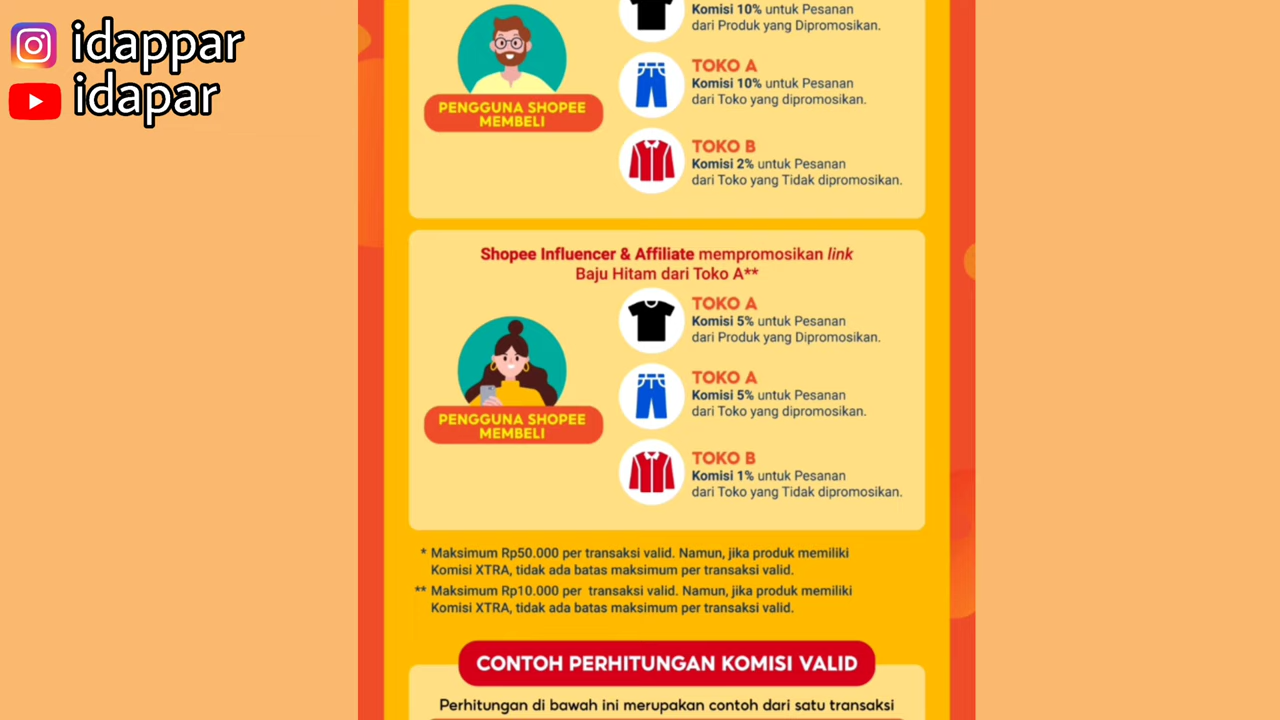 idappar
idapar
Komisi 10% untuk Pesanan
dari Produk yang Dipromosikan.
TOKO A
Komisi 10% untuk Pesanan
dari Toko yang dipromosikan.
PENGGUNA SHOPEE
MEMBELI
TOKO B
Komisi 2% untuk Pesanan
dari Toko yang Tidak dipromosikan.
Shopee Influencer & Affiliate mempromosikan link
Baju Hitam dari Toko A**
TOKO A
Komisi 5% untuk Pesanan
dari Produk yang Dipromosikan.
TOKO A
Komisi 5% untuk Pesanan
dari Toko yang dipromosikan.
PENGGUNA SHOPEE
MEMBELI
TOKO B
Komisi 1% untuk Pesanan
dari Toko yang Tidak dipromosikan.
* Maksimum Rp50.000 per transaksi valid. Namun, jika produk memiliki
Komisi XTRA, tidak ada batas maksimum per transaksi valid.
** Maksimum Rp10.000 per transaksi valid. Namun, jika produk memiliki
Komisi XTRA, tidak ada batas maksimum per transaksi valid.
CONTOH PERHITUNGAN KOMISI VALID
Perhitungan di bawah ini merupakan contoh dari satu transaksi